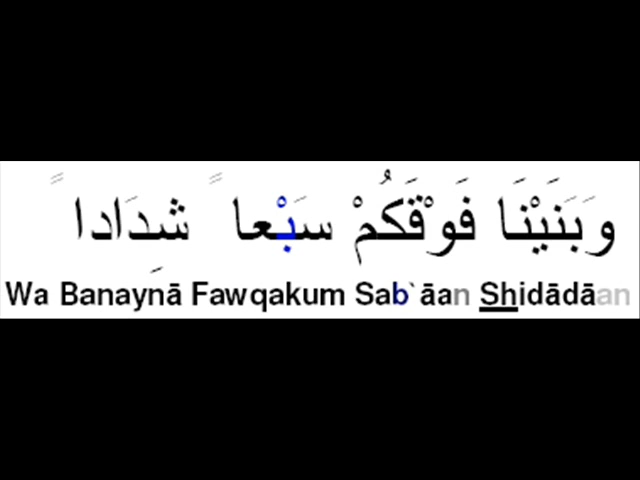 وَبَنَيْنَا فَوْقَكُمْ سَبْعا ً شِدَادا ً
Wa Banaynā Fawqakum Sab`āan Shidādāan